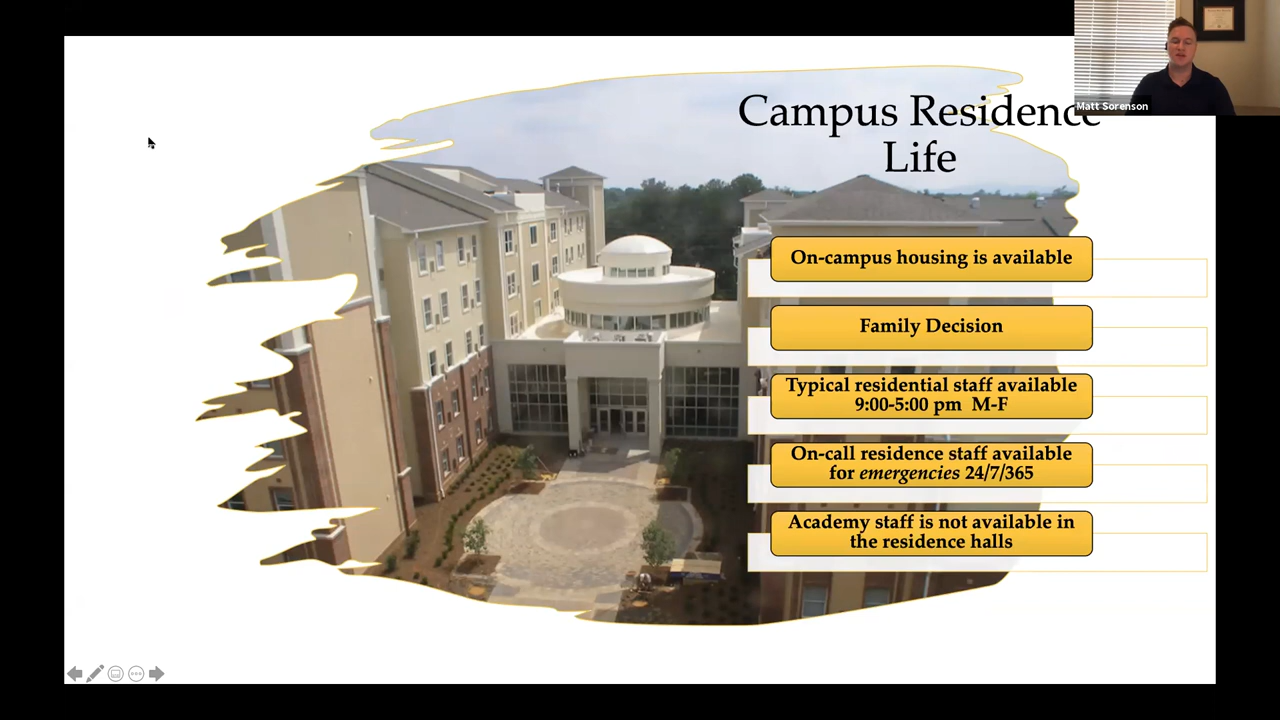 Matt Sorenson
Campus Residence
Life
On-campus housing is available
Family Decision
Typical residential staff available
9:00-5:00 pm M-F
On-call residence staff available
for emergencies 24/7/365
Academy staff is not available in
the residence halls